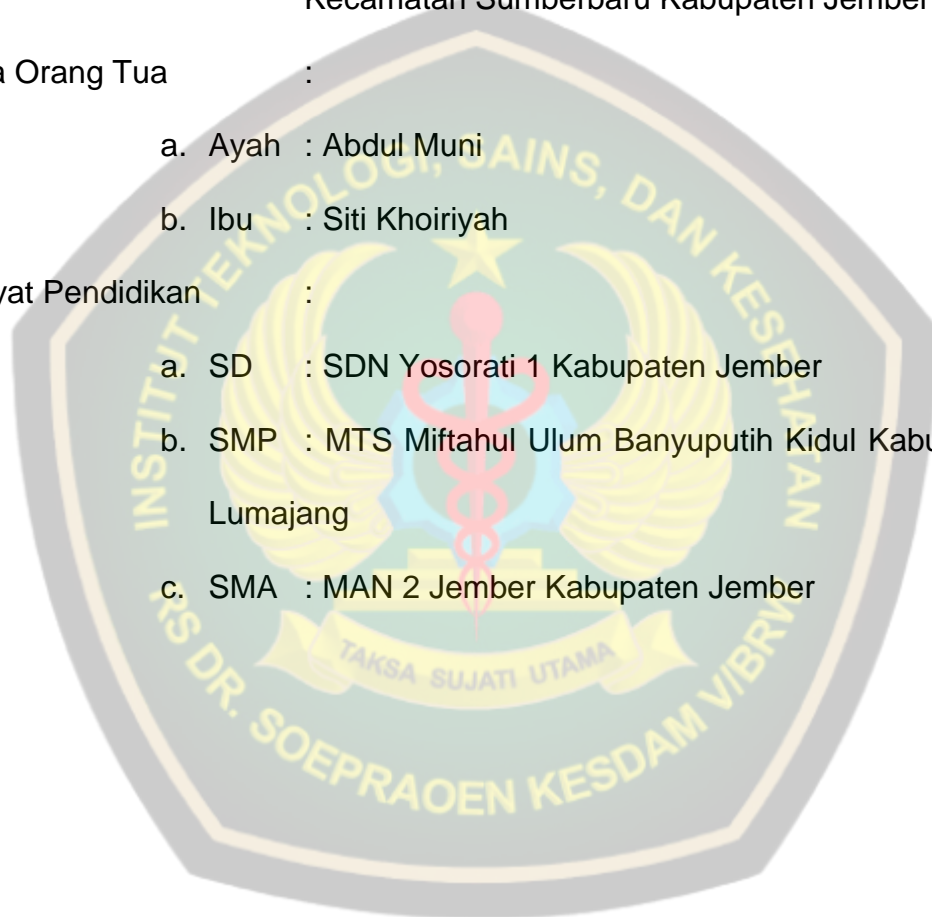 Kecamatan Sumberbaru Kabupaten Jember
a Orang Tua :
a. Ayah : Abdul Muni
b. Ibu : Siti Khoiriyah
yat Pendidikan :
a. SD : SDN Yosorati 1 Kabupaten Jember
b. SMP : MTS Miftahul Ulum Banyuputih Kidul Kabu
Lumajang
c. SMA : MAN 2 Jember Kabupaten Jember
INSTITUT TEKNOLOGI, SAINS, DAN KESEHATAN
TAKSA SUJATI UTAMA
RS DR. SOEPRAOEN KESDAM V/BRW